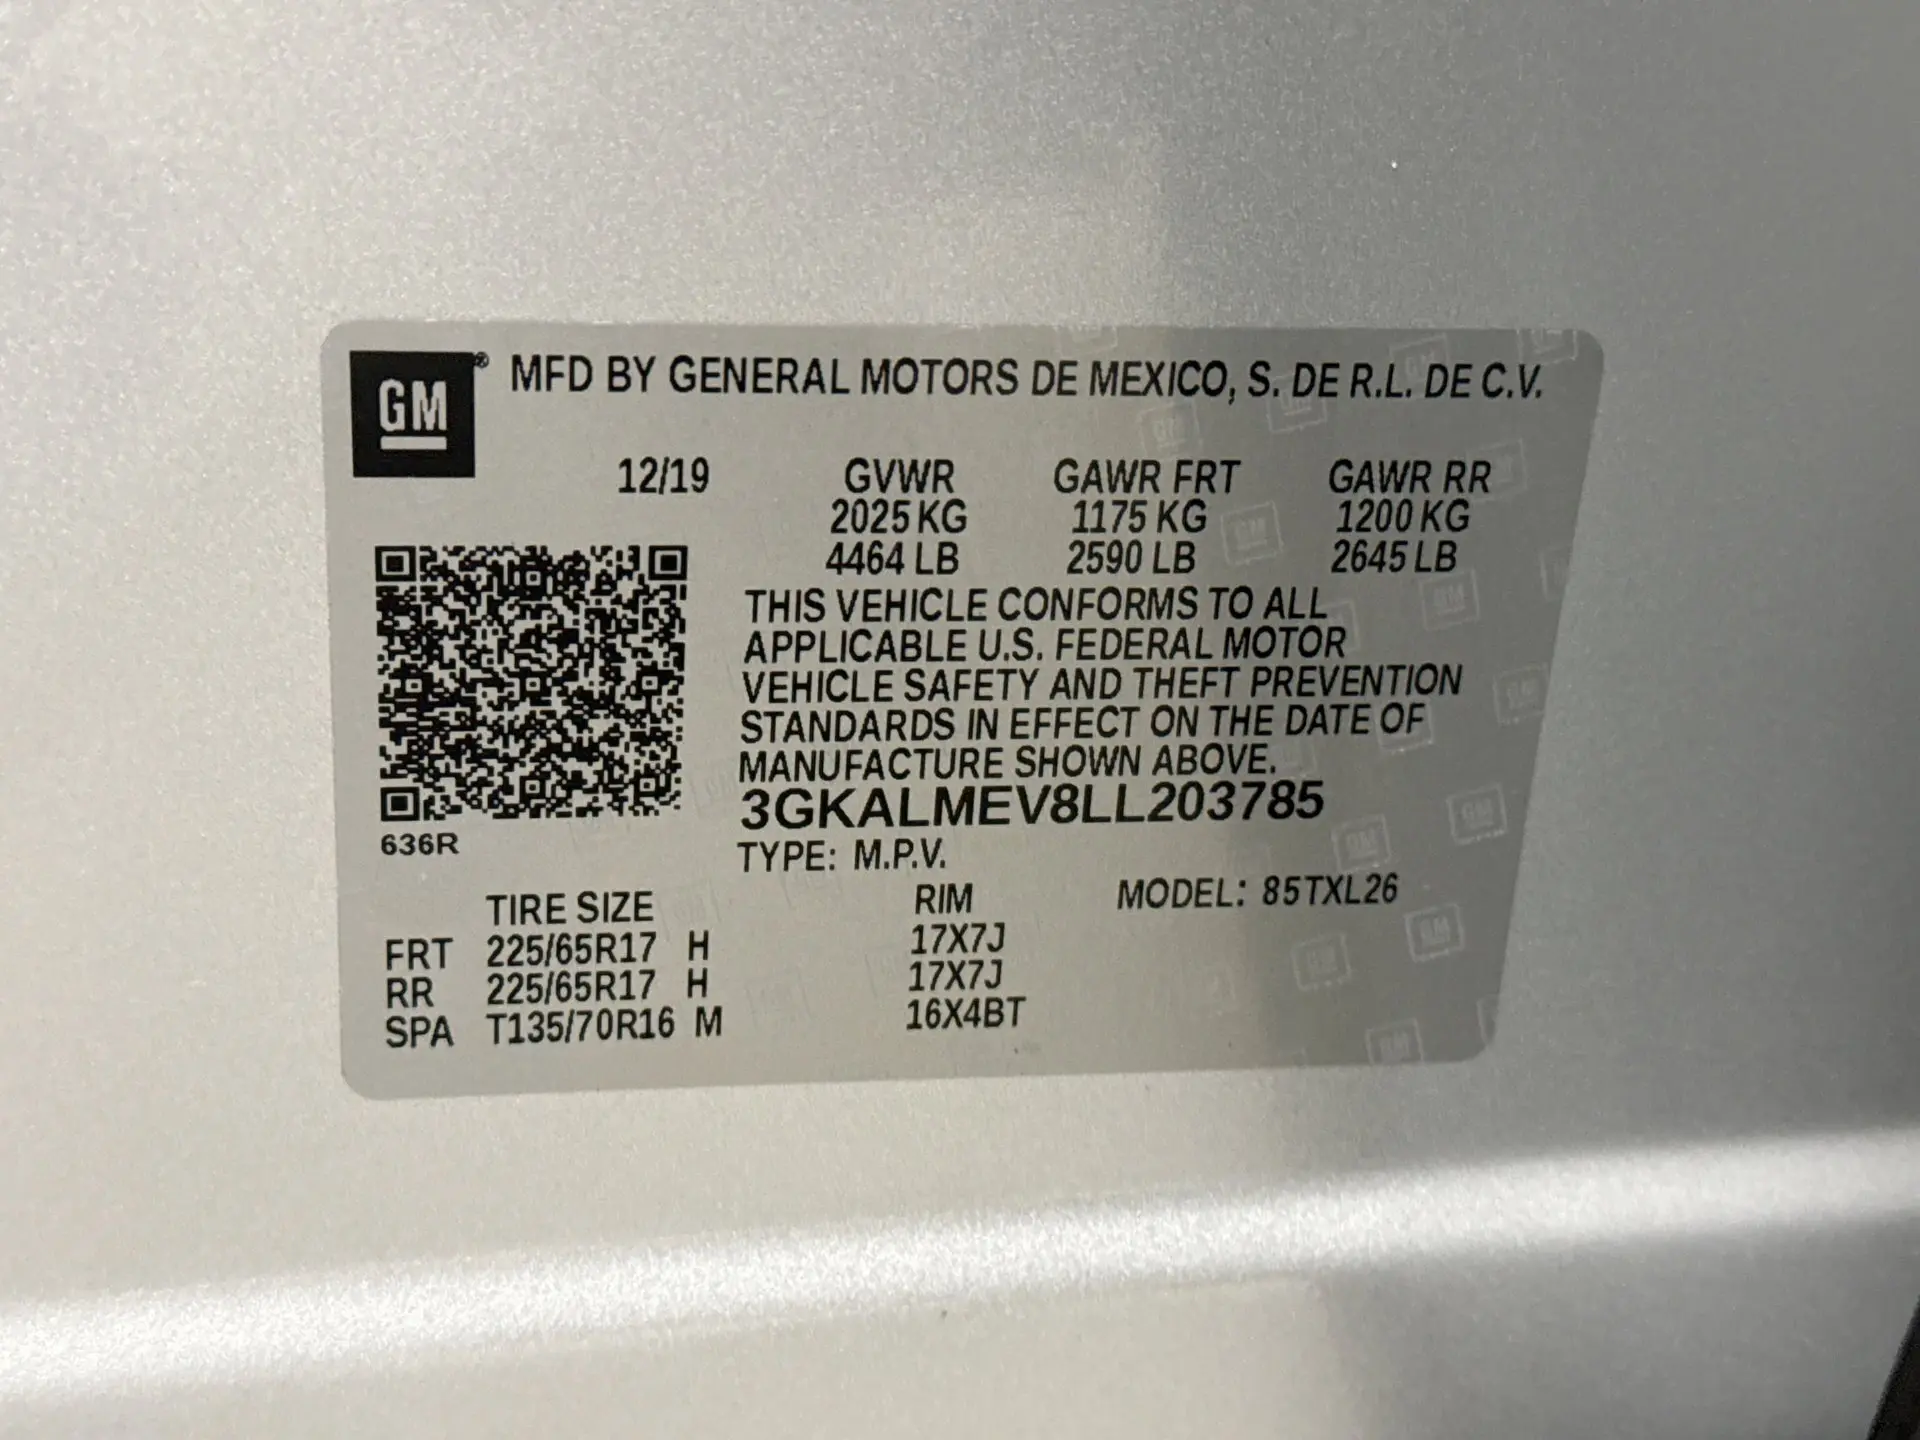 GM® MFD BY GENERAL MOTORS DE MEXICO, S. DE R.L. DE C.V.
12/19 GVWR GAWR FRT GAWR RR
2025 KG 1175 KG 1200 KG
4464 LB 2590 LB 2645 LB
THIS VEHICLE CONFORMS TO ALL
APPLICABLE U.S. FEDERAL MOTOR
VEHICLE SAFETY AND THEFT PREVENTION
STANDARDS IN EFFECT ON THE DATE OF
MANUFACTURE SHOWN ABOVE.
3GKALMEV8LL203785
636R
TYPE: M.P.V.
TIRE SIZE RIM MODEL: 85TXL26
FRT 225/65R17 H 17X7J
RR 225/65R17 H 17X7J
SPA T135/70R16 M 16X4BT